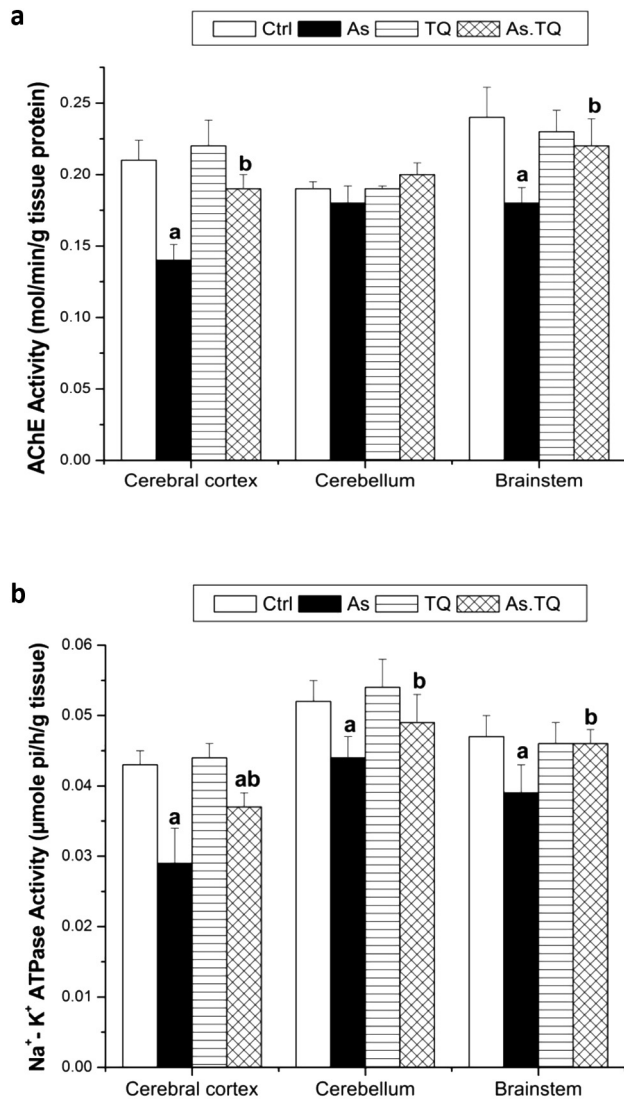 a
Ctrl As TQ As.TQ
AChE Activity (mol/min/g tissue protein)
0.25
0.20
0.15
0.10
0.05
0.00
a
b
a
b
Cerebral cortex Cerebellum Brainstem
b
Ctrl As TQ As.TQ
Na⁺- K⁺ ATPase Activity (µmole pi/h/g tissue)
0.06
0.05
0.04
0.03
0.02
0.01
0.00
a
ab
a
b
a
b
Cerebral cortex Cerebellum Brainstem